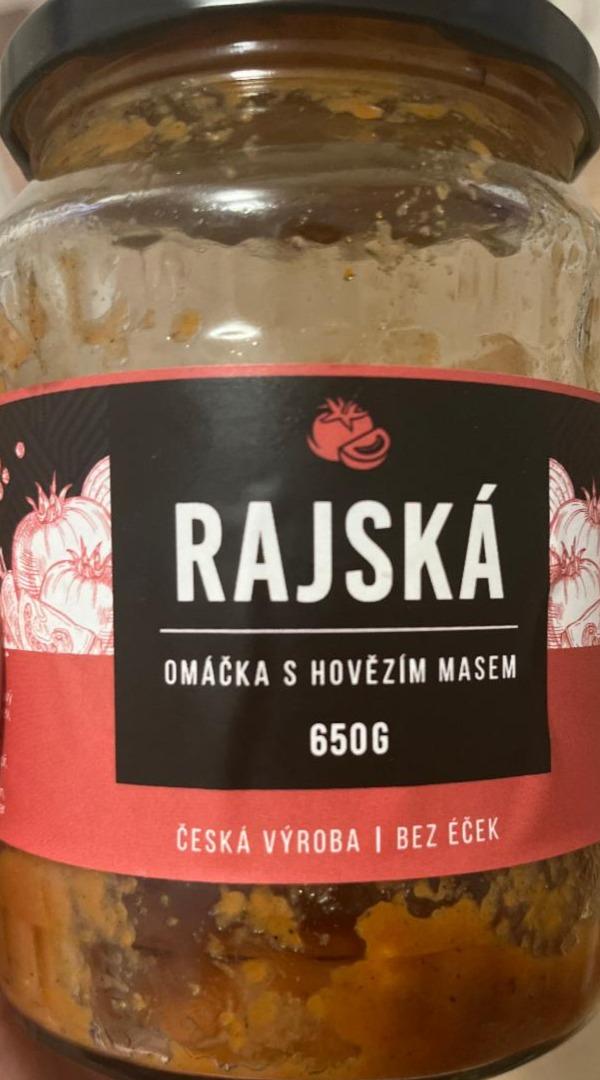 RAJSKÁ
OMÁČKA S HOVĚZÍM MASEM
650G
ČESKÁ VÝROBA | BEZ ÉČEK